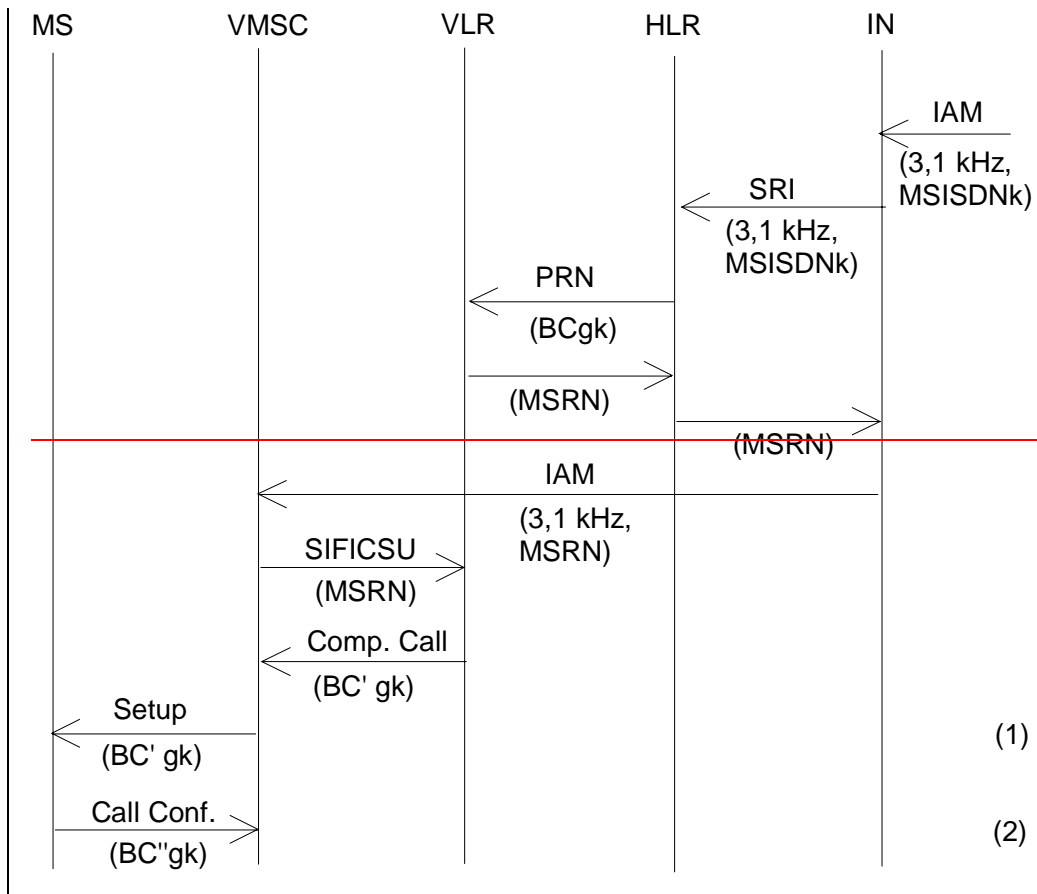 MS VMSC VLR HLR IN
IAM
(3,1 kHz,
MSISDNk)
SRI
(3,1 kHz,
MSISDNk)
PRN
(BCgk)
(MSRN)
(MSRN)
IAM
(3,1 kHz,
MSRN)
SIFICSU
(MSRN)
Comp. Call
(BC' gk)
Setup
(BC' gk)
(1)
Call Conf.
(BC"gk)
(2)